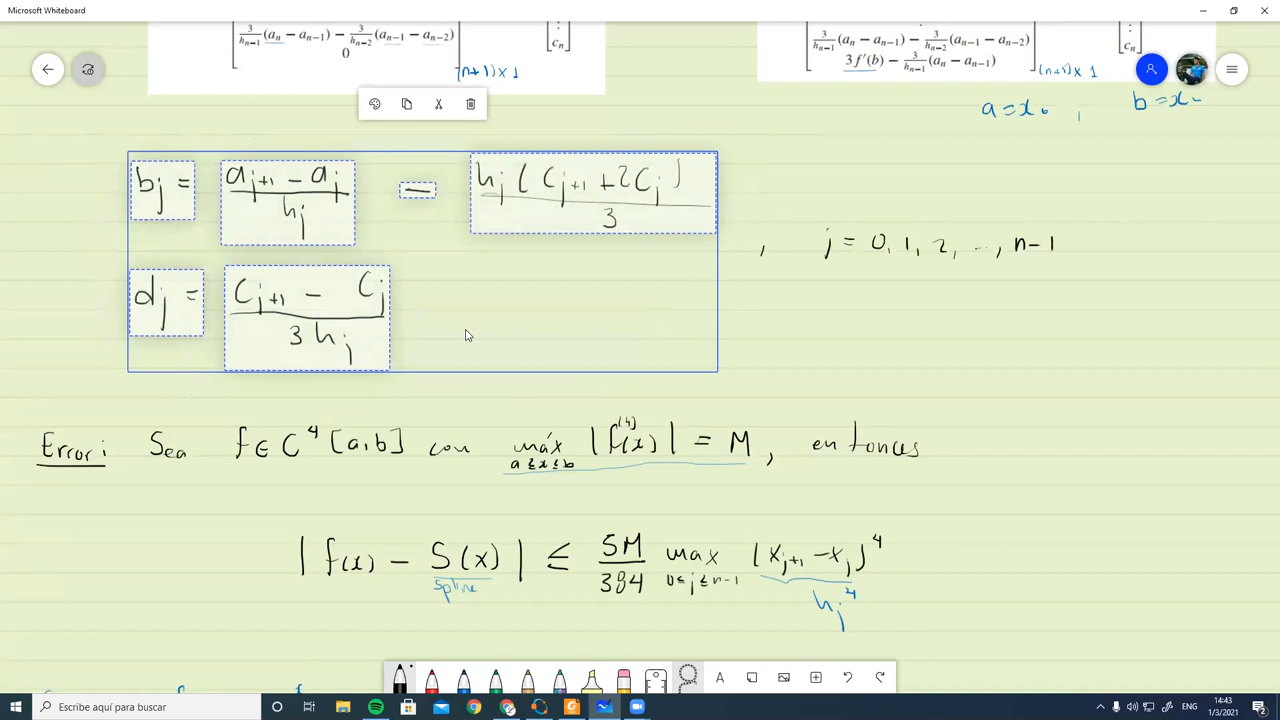 Microsoft Whiteboard
3/h_{n-1} (a_n − a_{n-1}) − 3/h_{n-2} (a_{n-1} − a_{n-2})
0
⋮
c_n
(n+1) x 1
3/h_{n-1} (a_n − a_{n-1}) − 3/h_{n-2} (a_{n-1} − a_{n-2})
3f'(b) − 3/h_{n-1} (a_n − a_{n-1})
⋮
c_n
(n+1) x 1
a = x₀ , b = xₙ
b_j = (a_{j+1} − a_j)/h_j − h_j (c_{j+1} + 2c_j)/3
, j = 0, 1, 2, ..., n-1
d_j = (c_{j+1} − c_j)/(3h_j)
Error: Sea f ∈ C⁴ [a,b] con máx |f⁽⁴⁾(x)| = M, entonces
a ≤ x ≤ b
|f(x) − S(x)| ≤ 5M/384 max (x_{j+1} − x_j)⁴
0 ≤ j ≤ n-1
Spline
h_j⁴
Escribe aquí para buscar
14:43
1/3/2021